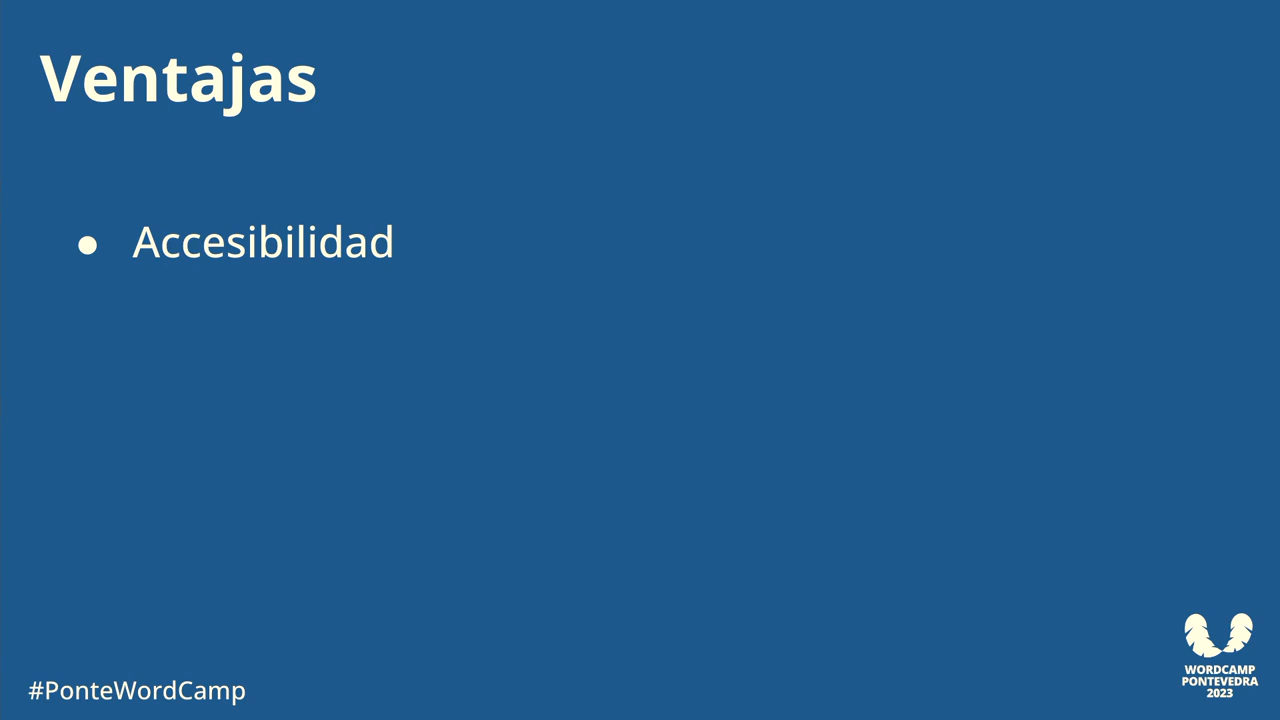 Ventajas
● Accesibilidad
#PonteWordCamp
WORDCAMP
PONTEVEDRA
2023